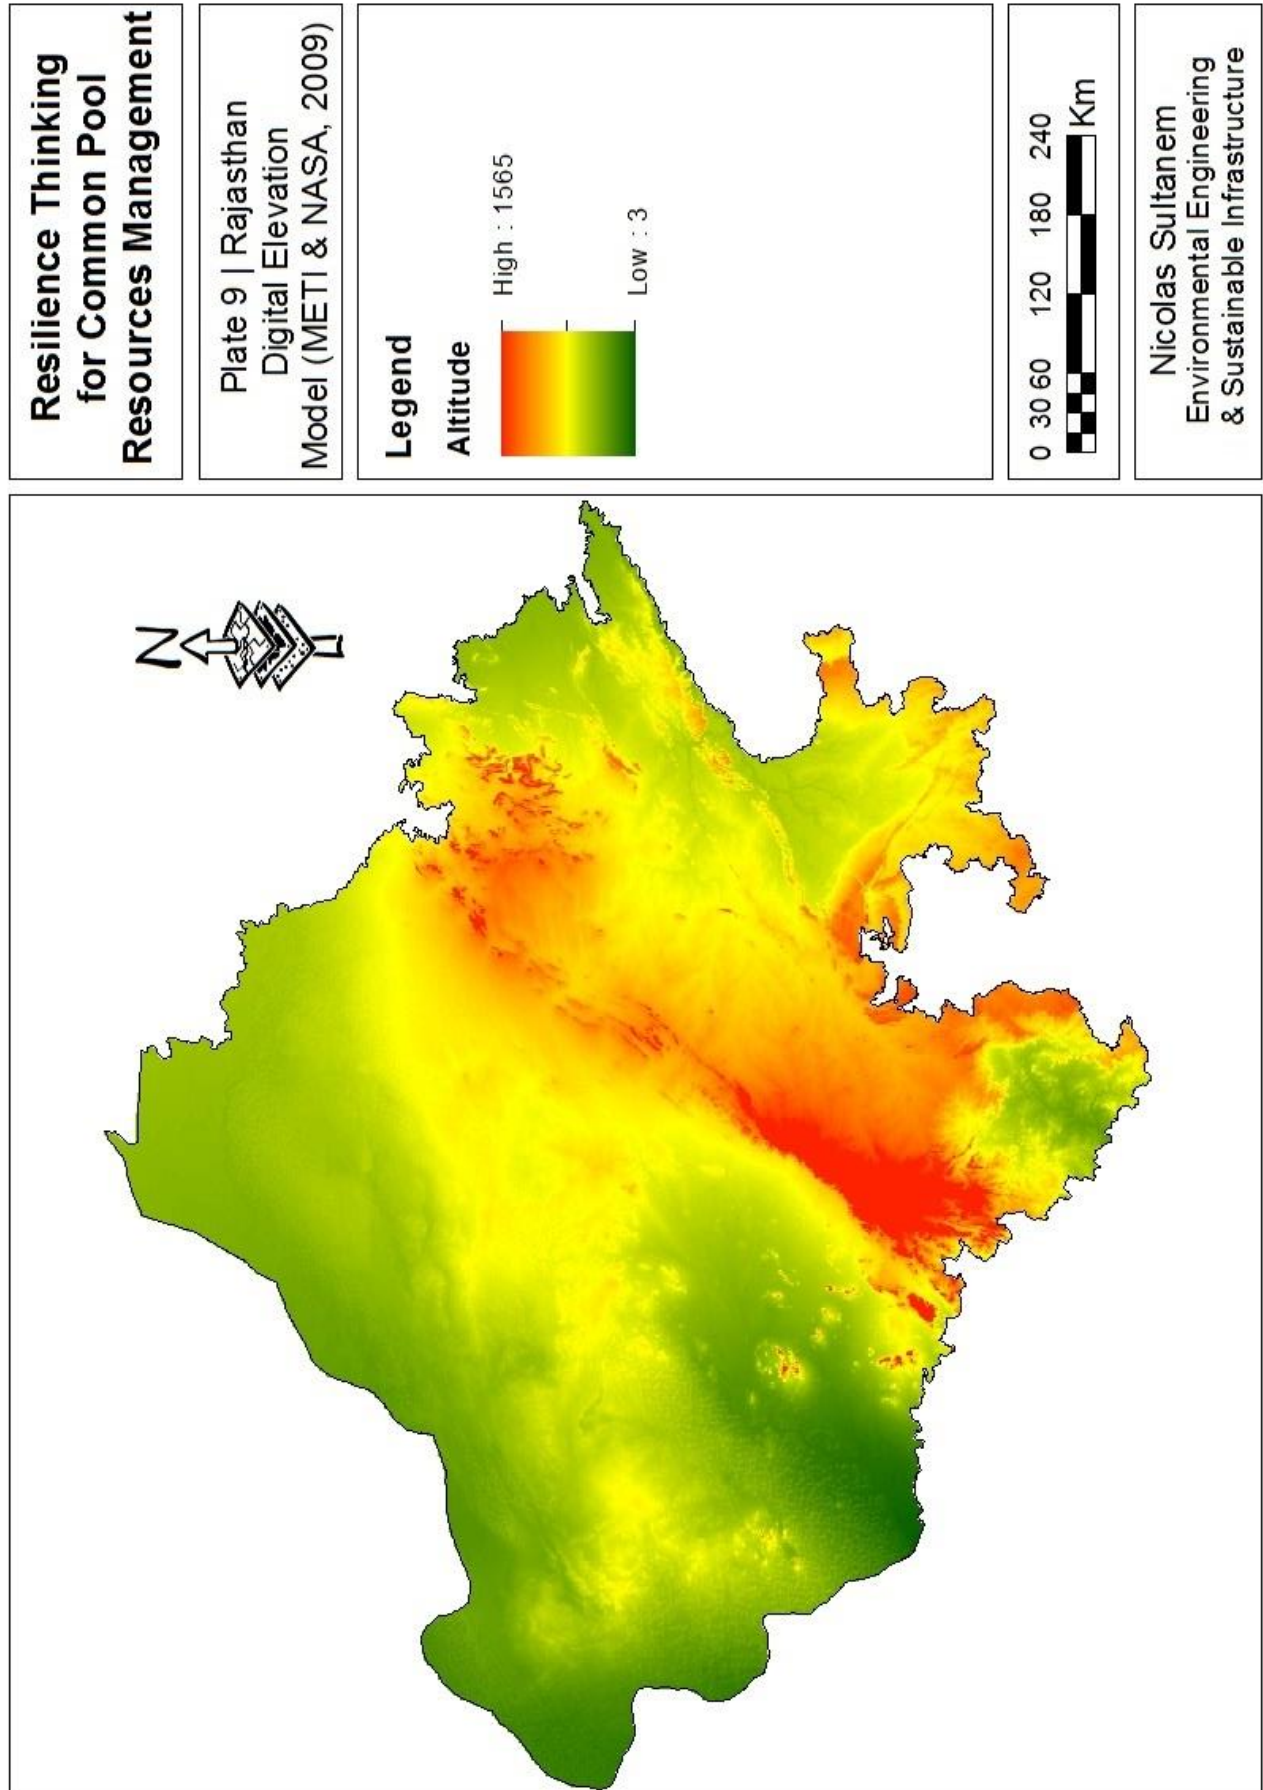 Resilience Thinking
for Common Pool
Resources Management
Plate 9 | Rajasthan
Digital Elevation
Model (METI & NASA, 2009)
Legend
Altitude
High : 1565
Low : 3
0 30 60 120 180 240
Km
Nicolas Sultanem
Environmental Engineering
& Sustainable Infrastructure
N